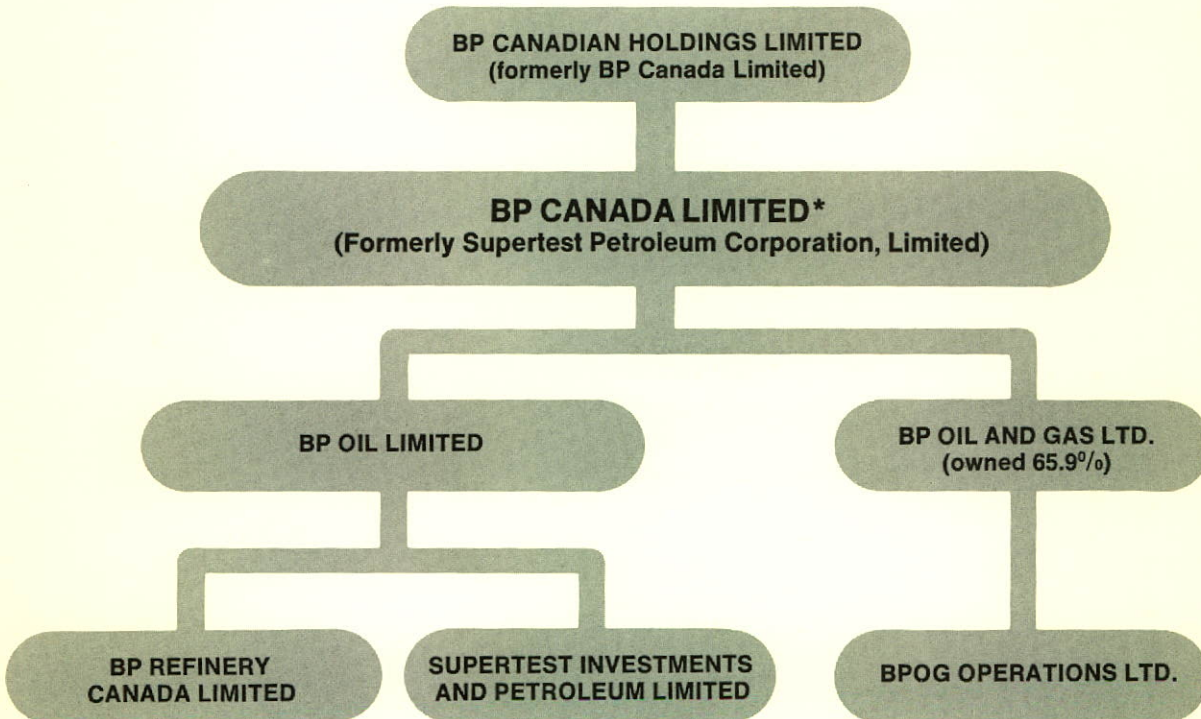 BP CANADIAN HOLDINGS LIMITED
(formerly BP Canada Limited)
BP CANADA LIMITED*
(Formerly Supertest Petroleum Corporation, Limited)
BP OIL LIMITED
BP OIL AND GAS LTD.
(owned 65.9%)
BP REFINERY
CANADA LIMITED
SUPERTEST INVESTMENTS
AND PETROLEUM LIMITED
BPOG OPERATIONS LTD.